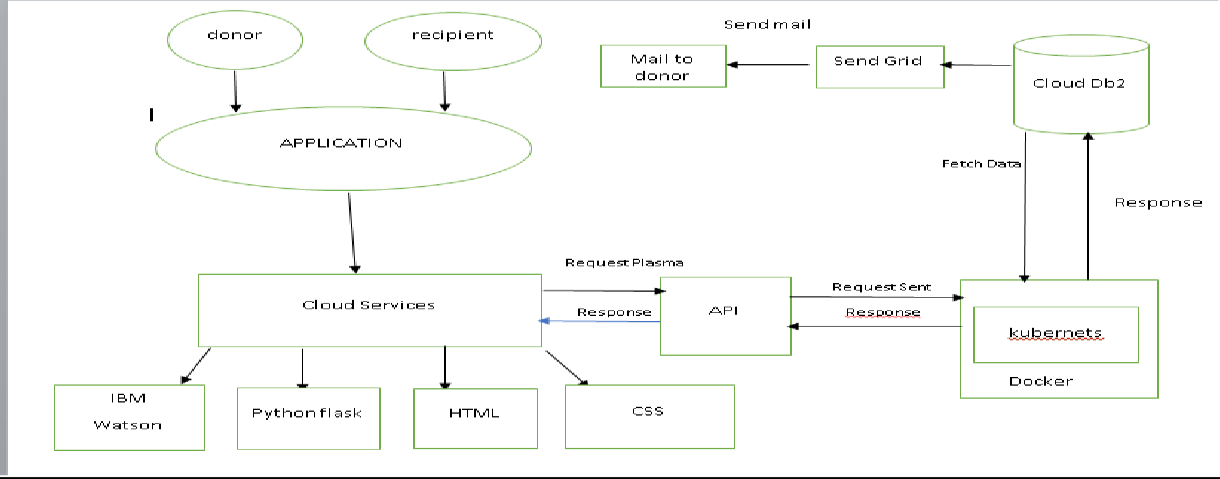 donor
recipient
Send mail
Mail to
donor
Send Grid
Cloud Db2
APPLICATION
Fetch Data
Response
Request Plasma
Cloud Services
Response
API
Request Sent
Response
kubernets
Docker
IBM
Watson
Python flask
HTML
CSS